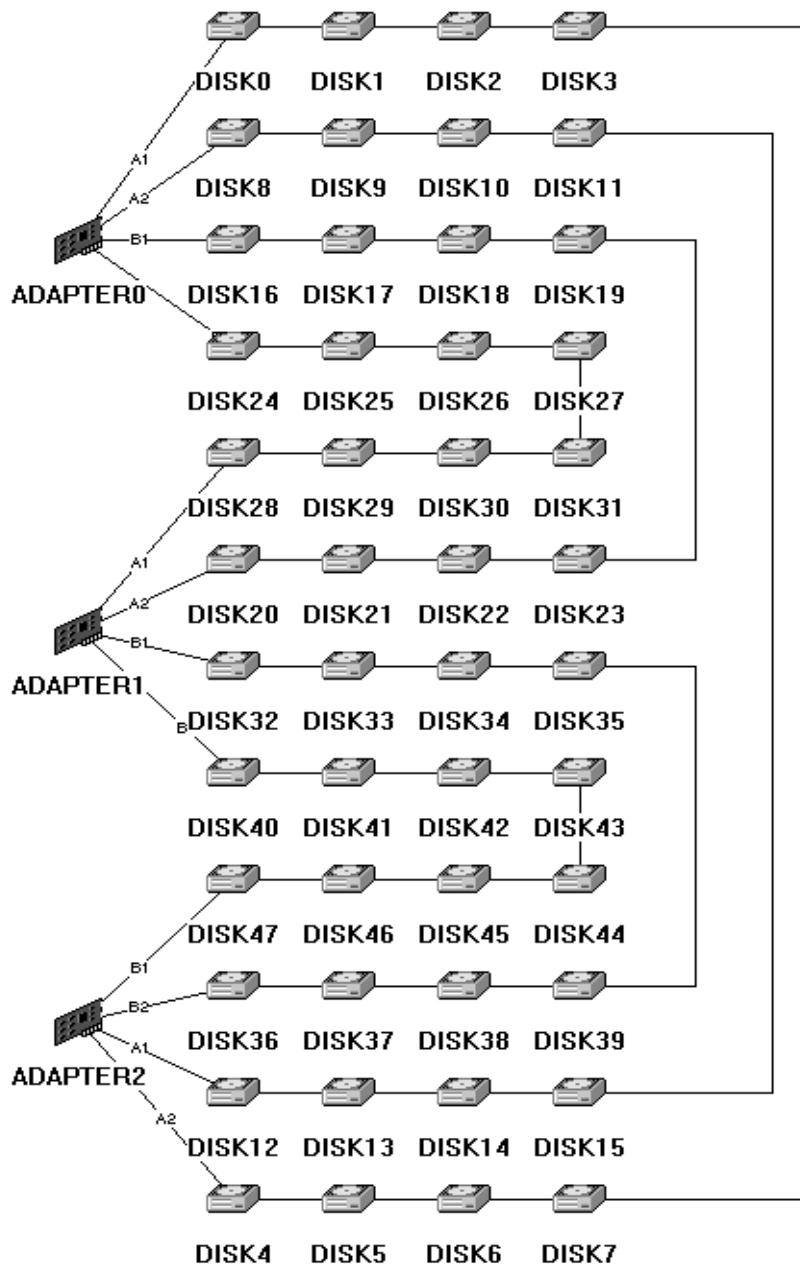 DISK0 DISK1 DISK2 DISK3
A1
A2
DISK8 DISK9 DISK10 DISK11
B1
ADAPTER0 DISK16 DISK17 DISK18 DISK19
DISK24 DISK25 DISK26 DISK27
DISK28 DISK29 DISK30 DISK31
A1
A2
DISK20 DISK21 DISK22 DISK23
B1
ADAPTER1
B DISK32 DISK33 DISK34 DISK35
DISK40 DISK41 DISK42 DISK43
DISK47 DISK46 DISK45 DISK44
B1
B2
DISK36 DISK37 DISK38 DISK39
A1
ADAPTER2
A2
DISK12 DISK13 DISK14 DISK15
DISK4 DISK5 DISK6 DISK7